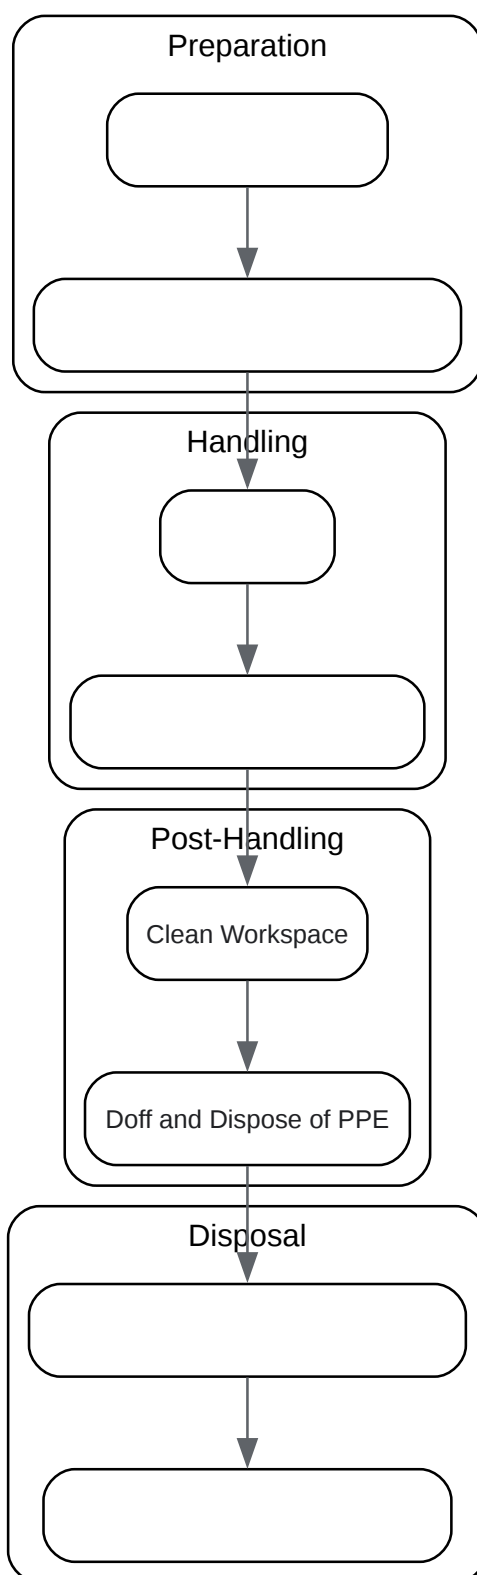 Preparation
Handling
Post-Handling
Clean Workspace
Doff and Dispose of PPE
Disposal